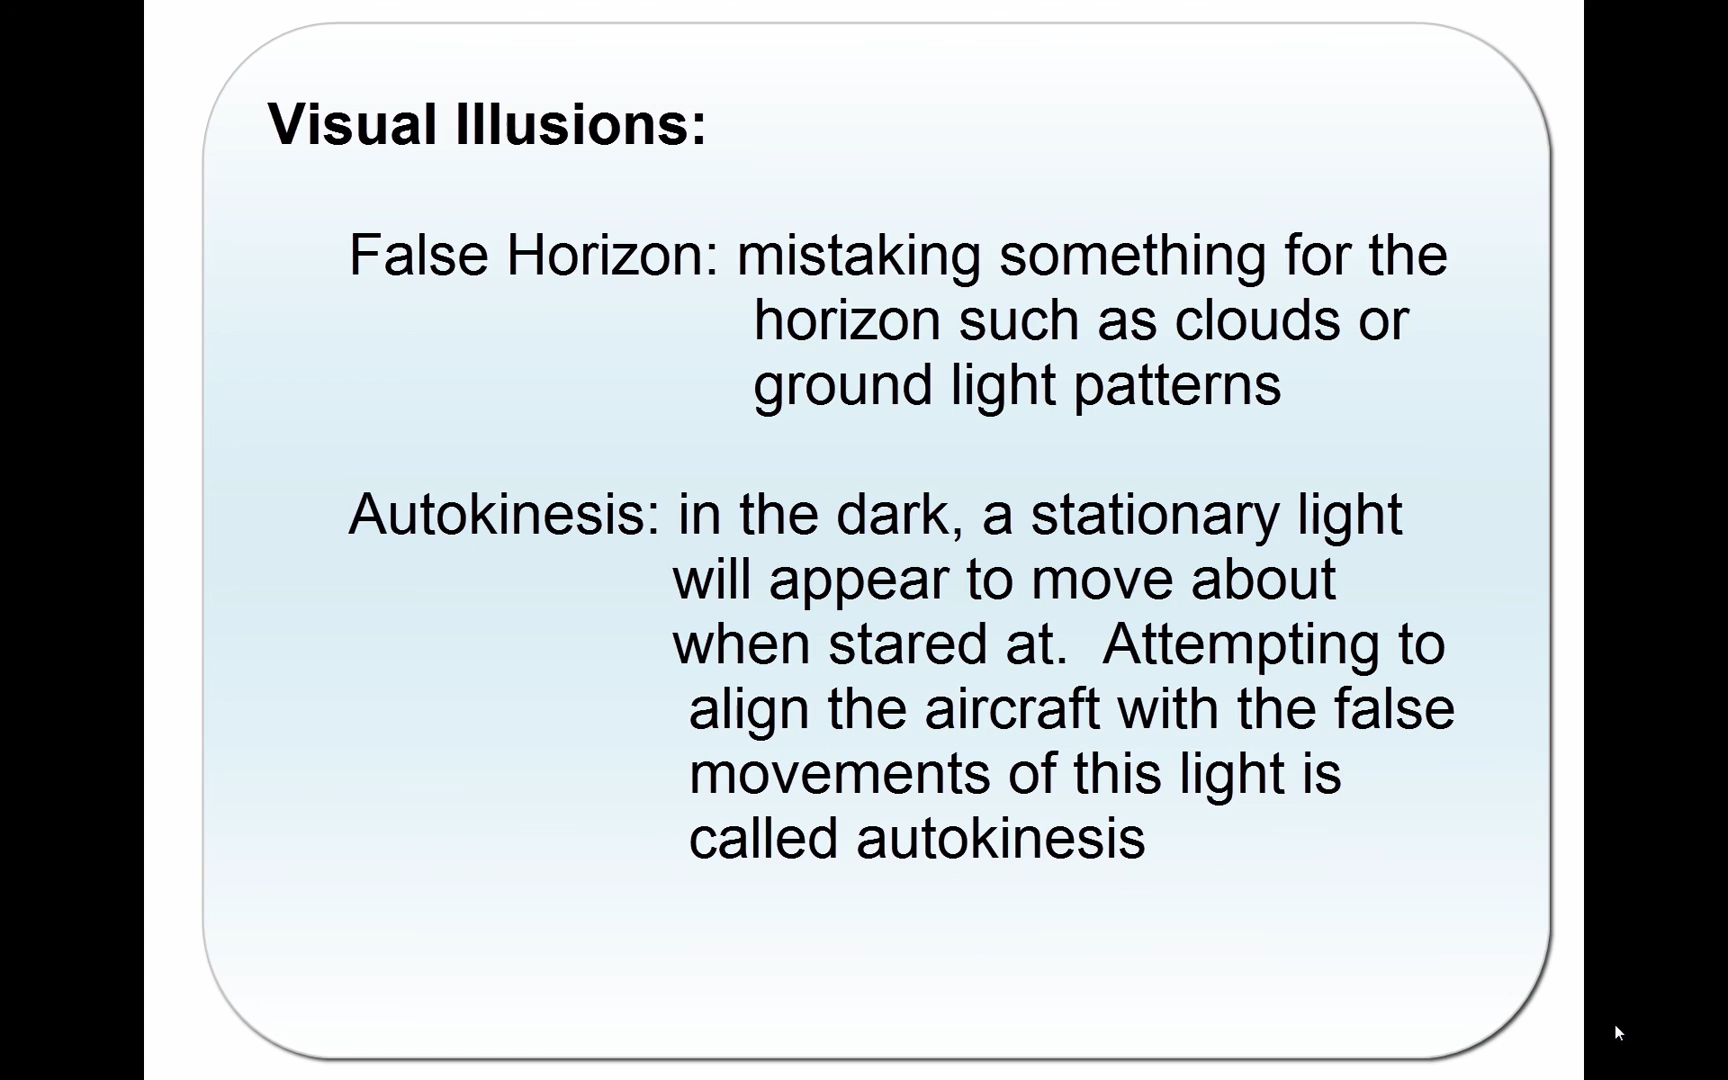 Visual Illusions:
False Horizon: mistaking something for the
horizon such as clouds or
ground light patterns
Autokinesis: in the dark, a stationary light
will appear to move about
when stared at.  Attempting to
align the aircraft with the false
movements of this light is
called autokinesis